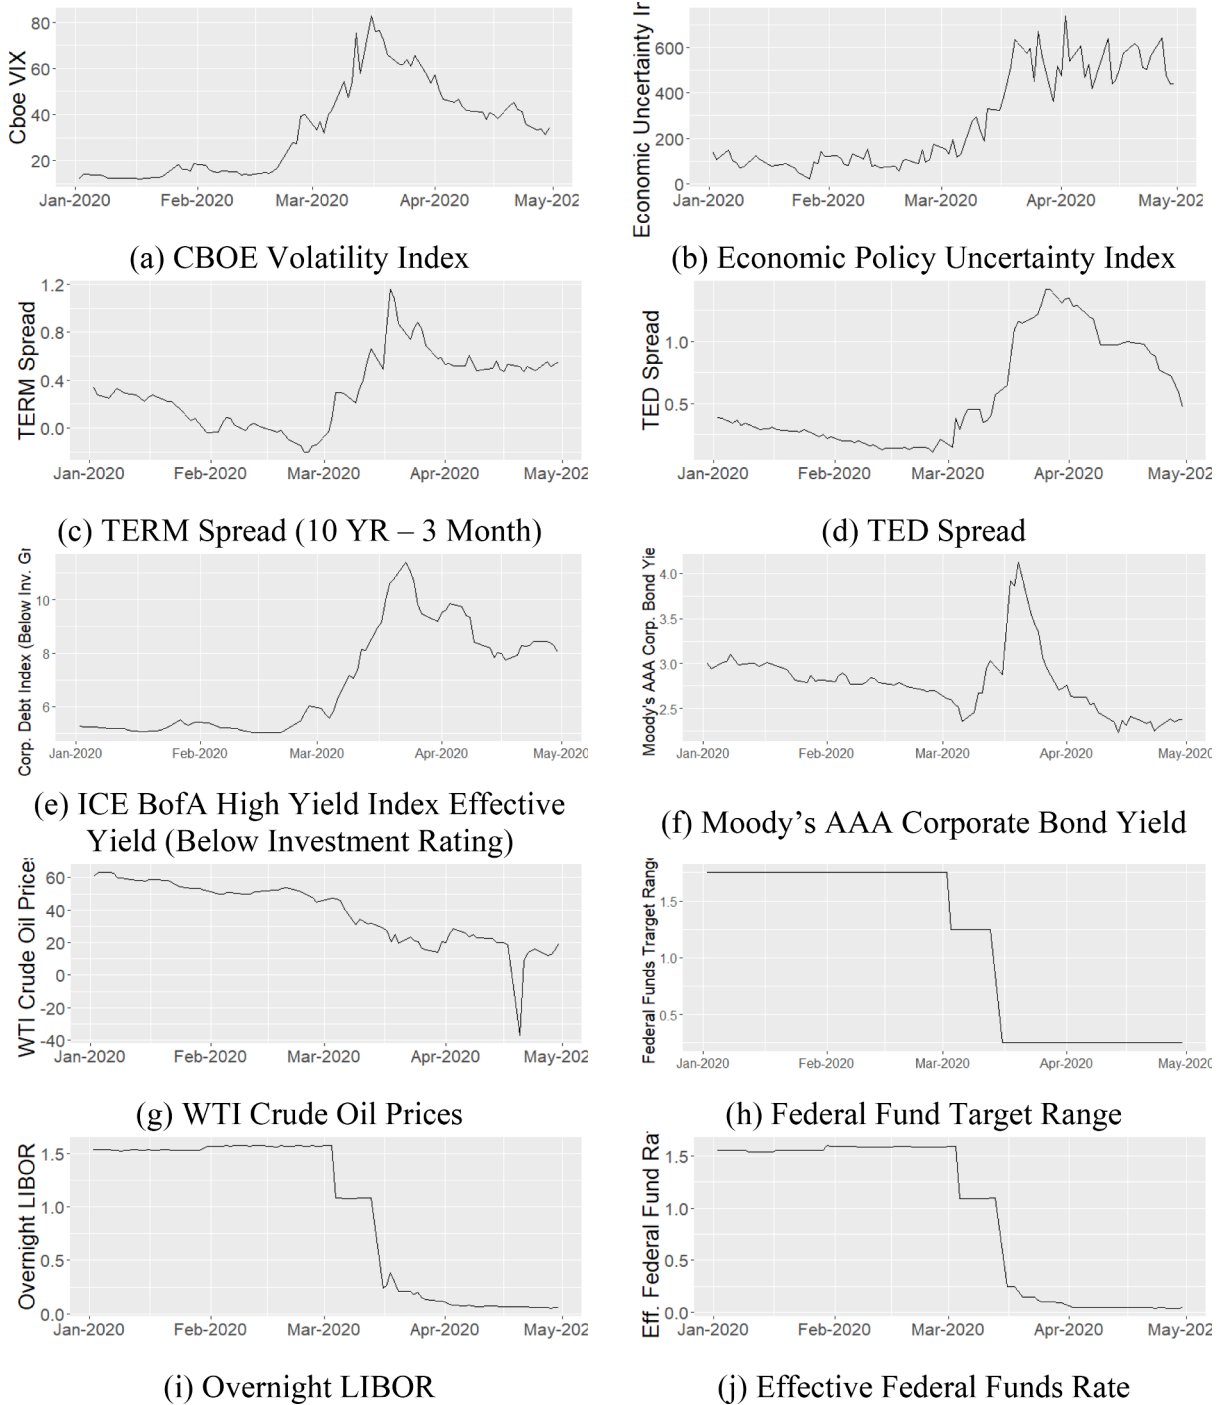 Cboe VIX
80
60
40
20
Jan-2020 Feb-2020 Mar-2020 Apr-2020 May-202
(a) CBOE Volatility Index
Economic Uncertainty In
600
400
200
0
Jan-2020 Feb-2020 Mar-2020 Apr-2020 May-202
(b) Economic Policy Uncertainty Index
TERM Spread
1.2
0.8
0.4
0.0
Jan-2020 Feb-2020 Mar-2020 Apr-2020 May-202
(c) TERM Spread (10 YR – 3 Month)
TED Spread
1.0
0.5
Jan-2020 Feb-2020 Mar-2020 Apr-2020 May-202
(d) TED Spread
Corp. Debt Index (Below Inv. Gr
10
8
6
Jan-2020 Feb-2020 Mar-2020 Apr-2020 May-2020
(e) ICE BofA High Yield Index Effective
Yield (Below Investment Rating)
Moody's AAA Corp. Bond Yie
4.0
3.5
3.0
2.5
Jan-2020 Feb-2020 Mar-2020 Apr-2020 May-2020
(f) Moody’s AAA Corporate Bond Yield
WTI Crude Oil Prices
60
40
20
0
-20
-40
Jan-2020 Feb-2020 Mar-2020 Apr-2020 May-202
(g) WTI Crude Oil Prices
Federal Funds Trarget Range
1.5
1.0
0.5
Jan-2020 Feb-2020 Mar-2020 Apr-2020 May-2020
(h) Federal Fund Target Range
Overnight LIBOR
1.5
1.0
0.5
0.0
Jan-2020 Feb-2020 Mar-2020 Apr-2020 May-202
(i) Overnight LIBOR
Eff. Federal Fund Ra
1.5
1.0
0.5
0.0
Jan-2020 Feb-2020 Mar-2020 Apr-2020 May-202
(j) Effective Federal Funds Rate